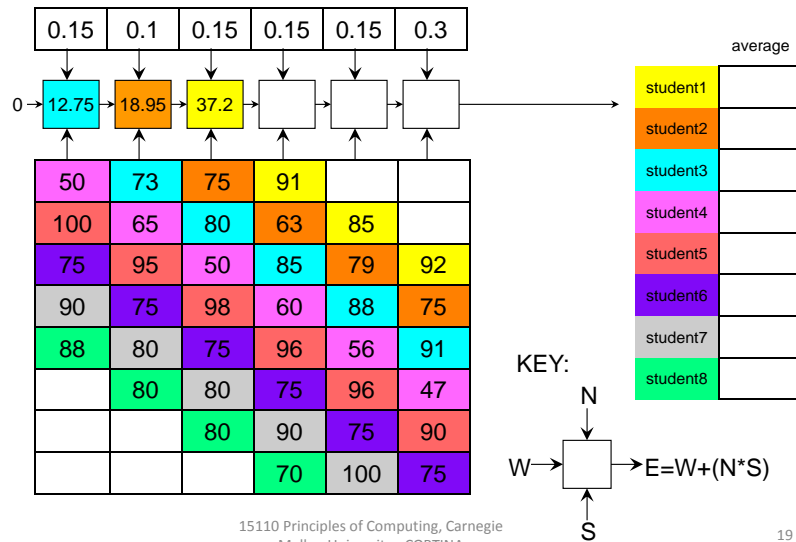 0.15 0.1 0.15 0.15 0.15 0.3
average
0 12.75 18.95 37.2
student1
student2
student3
student4
student5
student6
student7
student8
50 73 75 91
100 65 80 63 85
75 95 50 85 79 92
90 75 98 60 88 75
88 80 75 96 56 91
80 80 75 96 47
80 90 75 90
70 100 75
KEY:
N
W E=W+(N*S)
S
15110 Principles of Computing, Carnegie
19